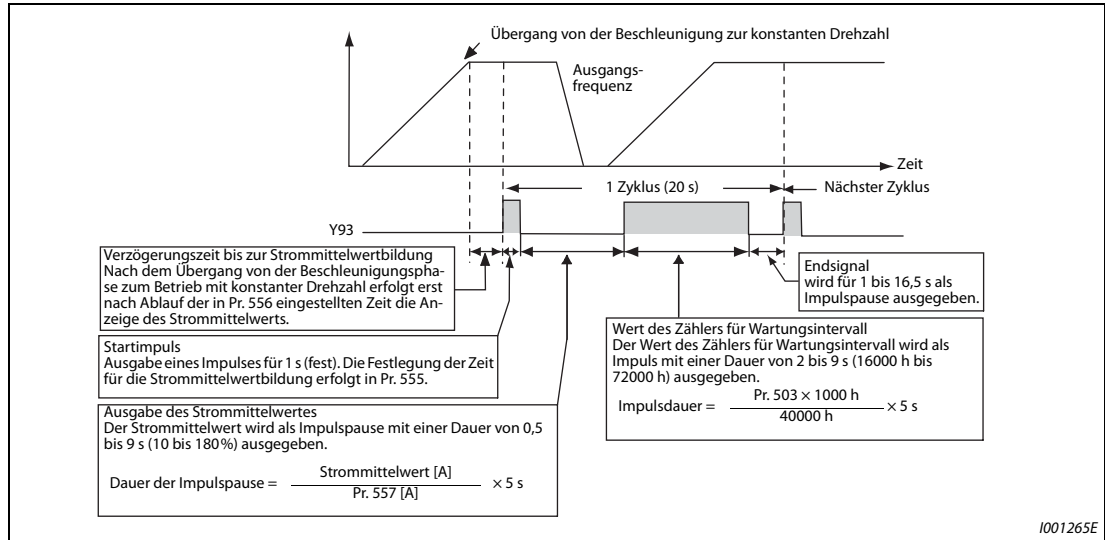 Übergang von der Beschleunigung zur konstanten Drehzahl
Ausgangs-
frequenz
Zeit
1 Zyklus (20 s)
Nächster Zyklus
Y93
Verzögerungszeit bis zur Strommittelwertbildung
Nach dem Übergang von der Beschleunigungspha-
se zum Betrieb mit konstanter Drehzahl erfolgt erst
nach Ablauf der in Pr. 556 eingestellten Zeit die An-
zeige des Strommittelwerts.
Endsignal
wird für 1 bis 16,5 s als
Impulspause ausgegeben.
Startimpuls
Ausgabe eines Impulses für 1 s (fest). Die Festlegung der Zeit
für die Strommittelwertbildung erfolgt in Pr. 555.
Wert des Zählers für Wartungsintervall
Der Wert des Zählers für Wartungsintervall wird als
Impuls mit einer Dauer von 2 bis 9 s (16000 h bis
72000 h) ausgegeben.
Impulsdauer = Pr. 503 × 1000 h
40000 h
× 5 s
Ausgabe des Strommittelwertes
Der Strommittelwert wird als Impulspause mit einer Dauer von 0,5
bis 9 s (10 bis 180%) ausgegeben.
Dauer der Impulspause = Strommittelwert [A]
Pr. 557 [A]
× 5 s
I001265E